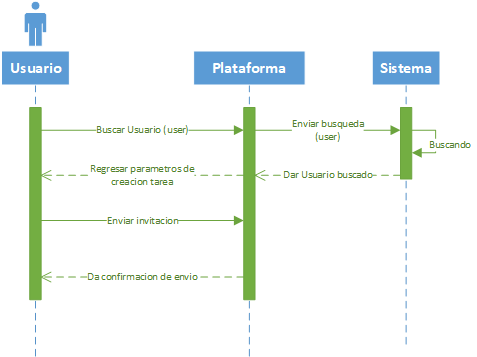 Usuario
Plataforma
Sistema
Buscar Usuario (user)
Enviar busqueda
(user)
Buscando
Regresar parametros de
creacion tarea
Dar Usuario buscado
Enviar invitacion
Da confirmacion de envio